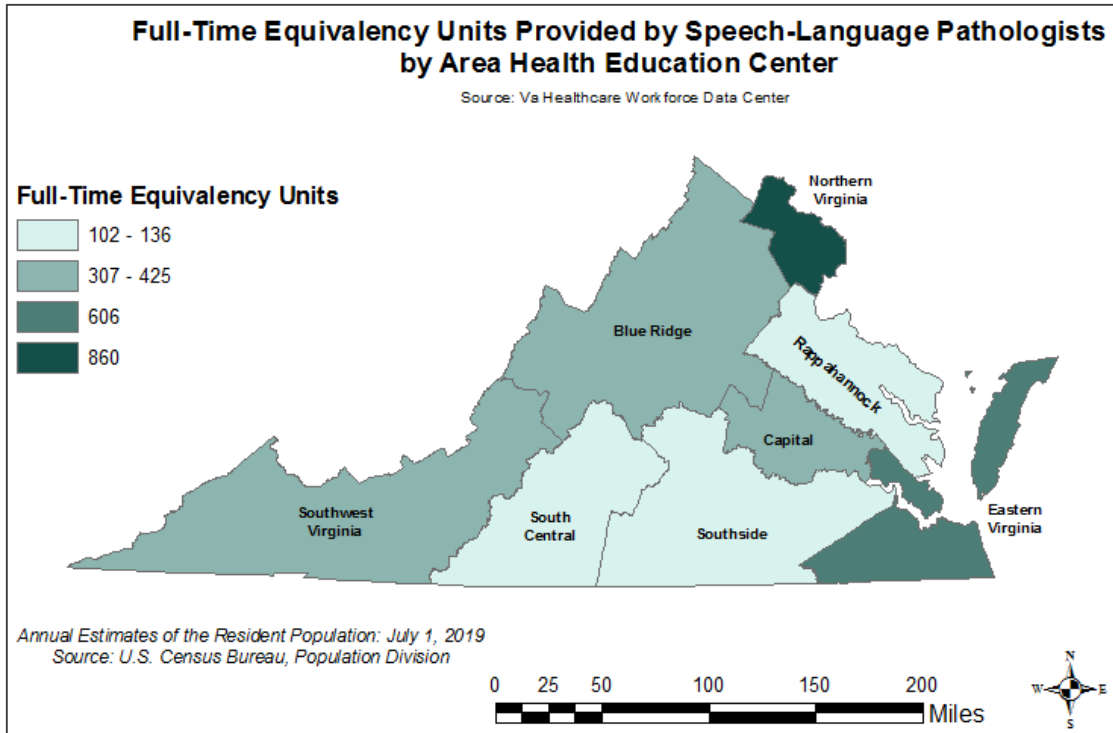 Full-Time Equivalency Units Provided by Speech-Language Pathologists
by Area Health Education Center
Source: Va Healthcare Workforce Data Center
Full-Time Equivalency Units
102 - 136
307 - 425
606
860
Northern
Virginia
Blue Ridge
Rappahannock
Capital
Southwest
Virginia
South
Central
Southside
Eastern
Virginia
Annual Estimates of the Resident Population: July 1, 2019
Source: U.S. Census Bureau, Population Division
0 25 50 100 150 200
Miles
N
W E
S